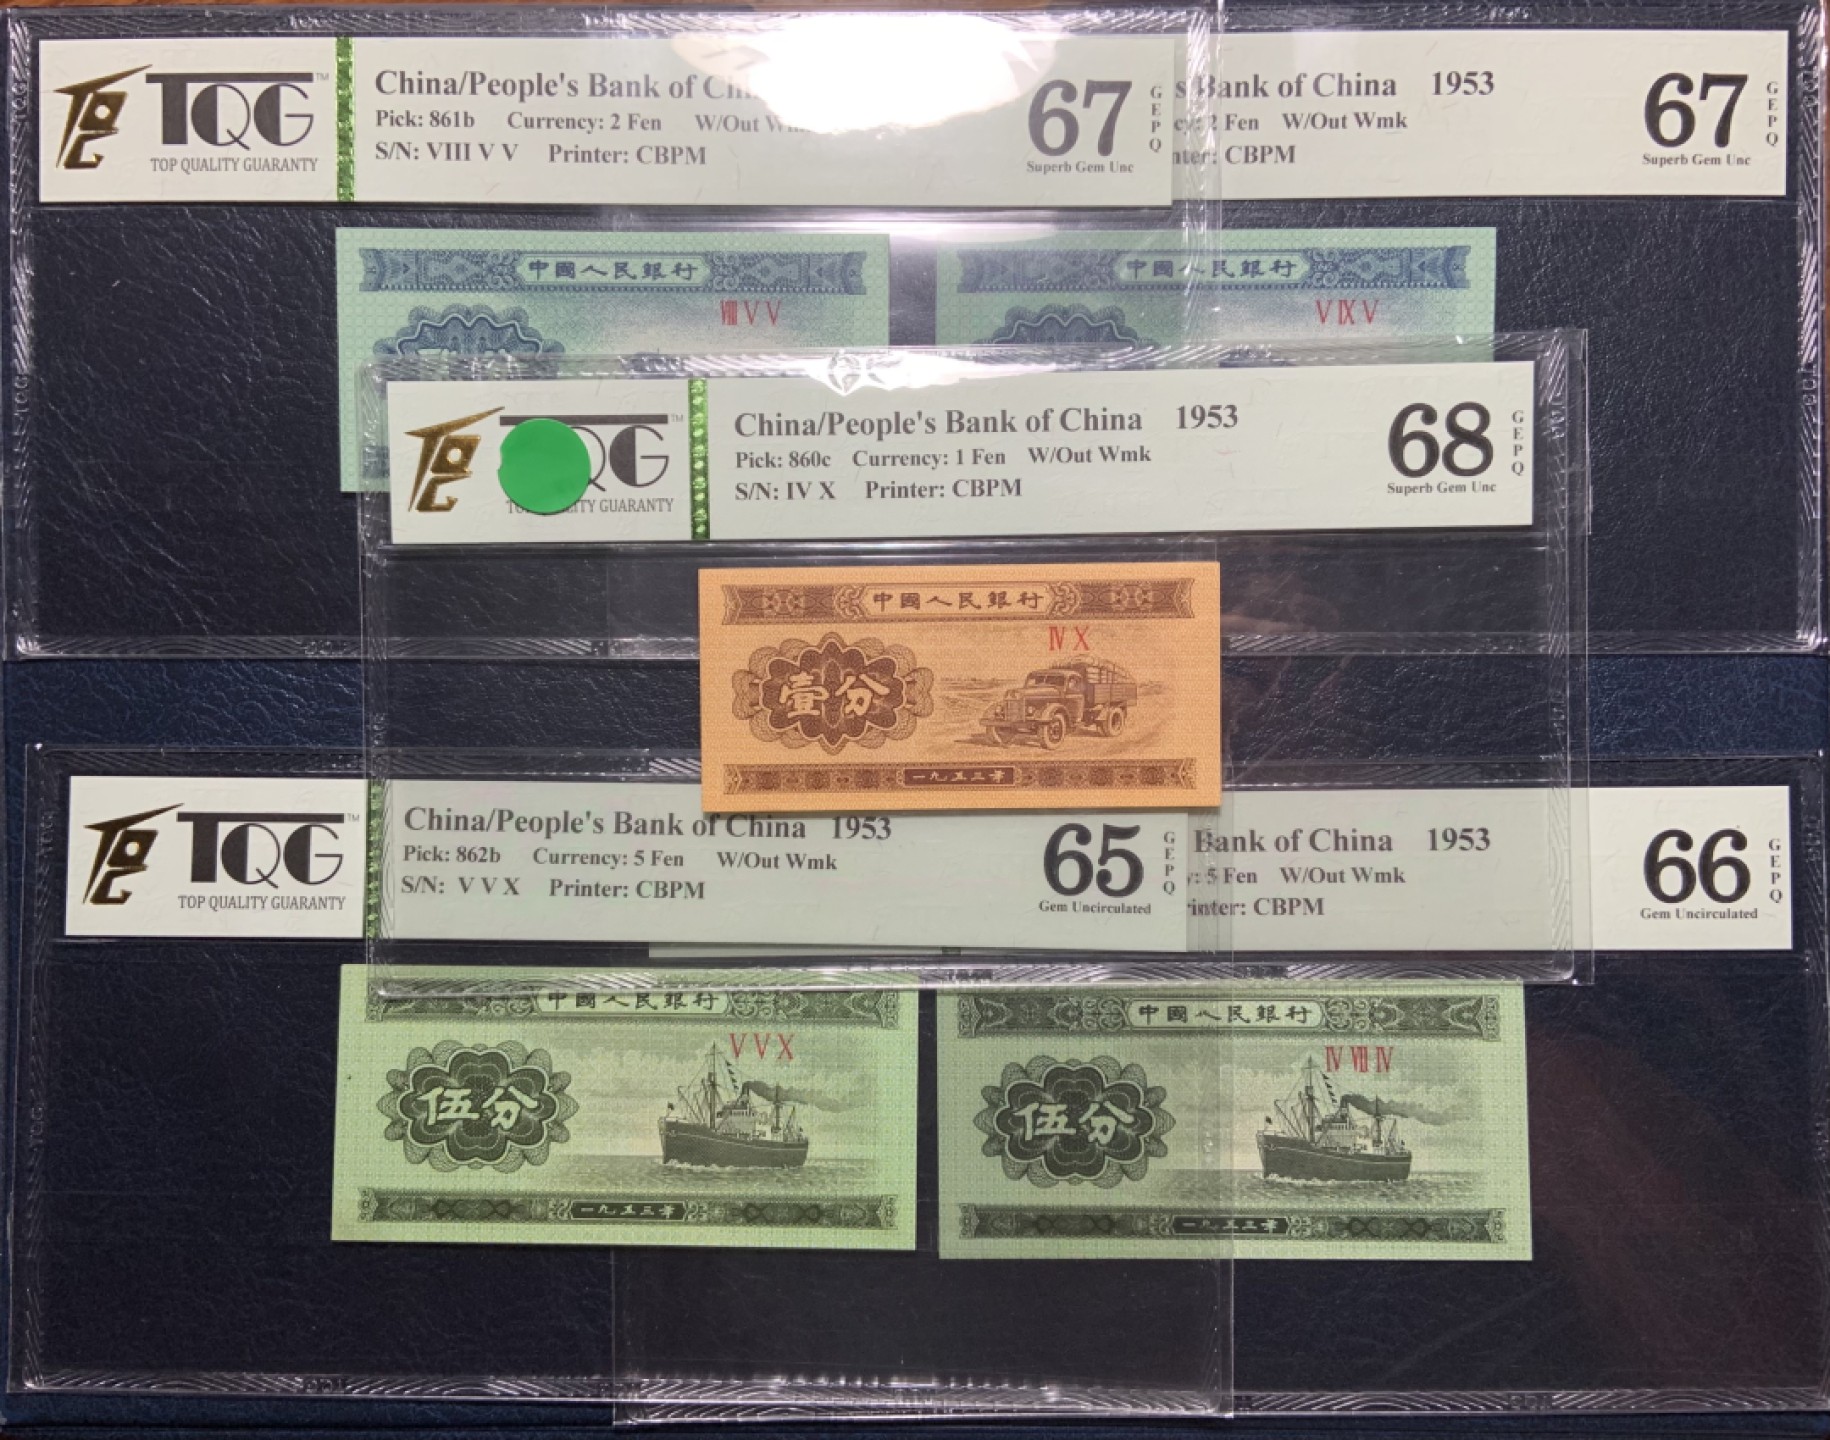 TQG™
TOP QUALITY GUARANTY
China/People's Bank of
Pick: 861b Currency: 2 Fen W/Out
S/N: VIII V V Printer: CBPM
67
Superb Gem Unc
GEPQ
Bank of China 1953
2 Fen W/Out Wmk
CBPM
67
Superb Gem Unc
GEPQ
中國人民銀行
VIII V V
中國人民銀行
V IX V
QG™
GUARANTY
China/People's Bank of China 1953
Pick: 860c Currency: 1 Fen W/Out Wmk
S/N: IV X Printer: CBPM
68
Superb Gem Unc
GEPQ
中國人民銀行
IV X
壹分
一九五三年
TQG™
TOP QUALITY GUARANTY
China/People's Bank of China 1953
Pick: 862b Currency: 5 Fen W/Out Wmk
S/N: V V X Printer: CBPM
65
Gem Uncirculated
GEPQ
Bank of China 1953
5 Fen W/Out Wmk
CBPM
66
Gem Uncirculated
GEPQ
中國人民銀行
V V X
伍分
一九五三年
中國人民銀行
IV VII IV
伍分
一九五三年